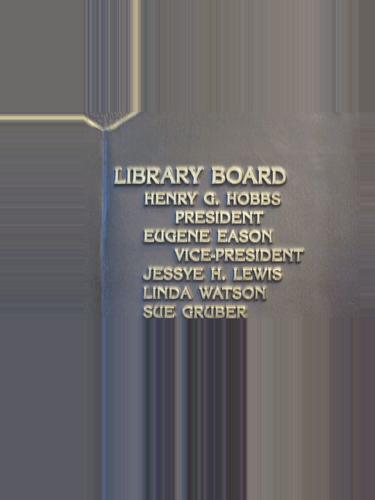 LIBRARY BOARD
HENRY G. HOBBS
PRESIDENT
EUGENE EASON
VICE-PRESIDENT
JESSYE H. LEWIS
LINDA WATSON
SUE GRUBER